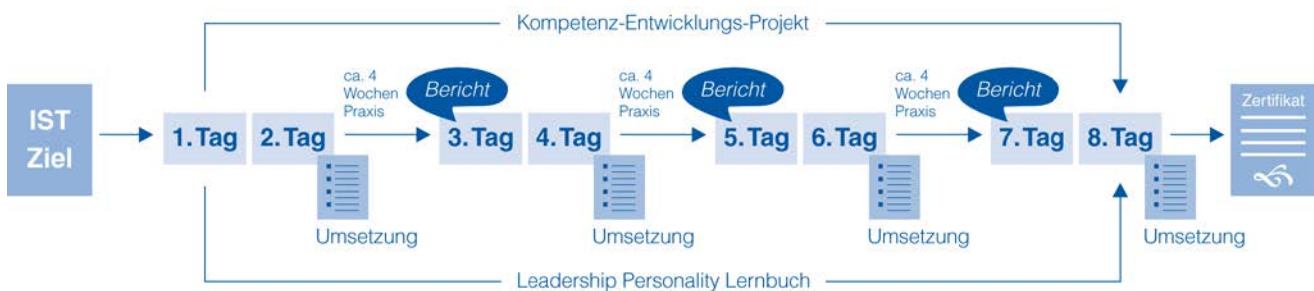 Kompetenz-Entwicklungs-Projekt
IST
Ziel
1. Tag
2. Tag
ca. 4
Wochen
Praxis
Bericht
3. Tag
4. Tag
ca. 4
Wochen
Praxis
Bericht
5. Tag
6. Tag
ca. 4
Wochen
Praxis
Bericht
7. Tag
8. Tag
Zertifikat
Umsetzung
Umsetzung
Umsetzung
Umsetzung
Leadership Personality Lernbuch